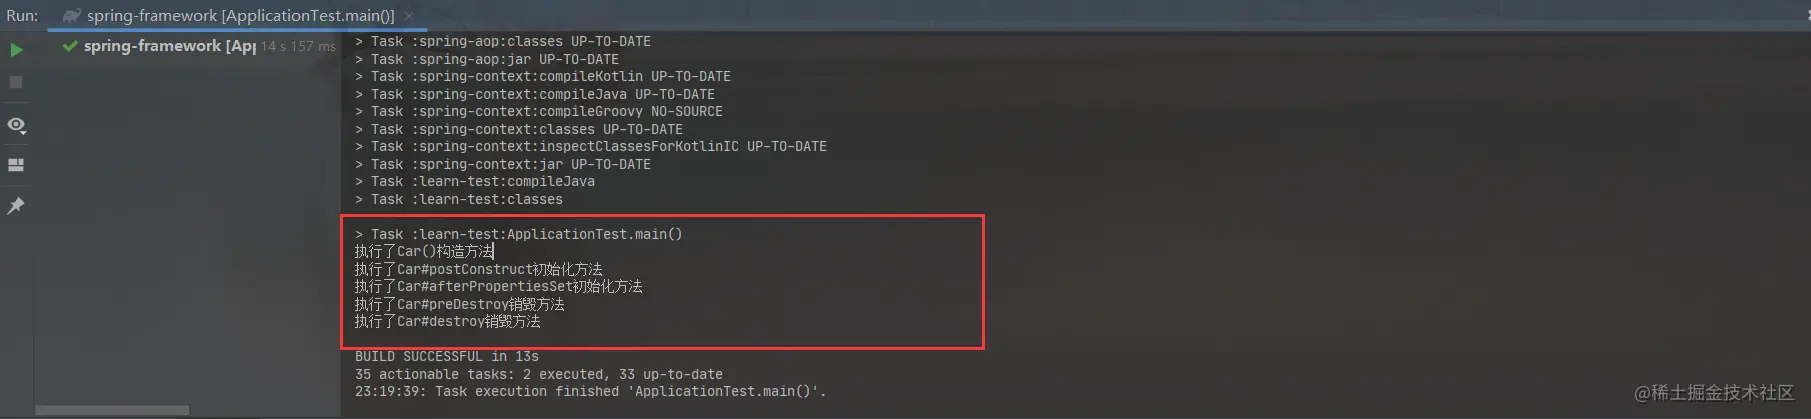 Run: spring-framework [ApplicationTest.main()] ×
spring-framework [App 14 s 157 ms
> Task :spring-aop:classes UP-TO-DATE
> Task :spring-aop:jar UP-TO-DATE
> Task :spring-context:compileKotlin UP-TO-DATE
> Task :spring-context:compileJava UP-TO-DATE
> Task :spring-context:compileGroovy NO-SOURCE
> Task :spring-context:classes UP-TO-DATE
> Task :spring-context:inspectClassesForKotlinIC UP-TO-DATE
> Task :spring-context:jar UP-TO-DATE
> Task :learn-test:compileJava
> Task :learn-test:classes
> Task :learn-test:ApplicationTest.main()
执行了Car()构造方法
执行了Car#postConstruct初始化方法
执行了Car#afterPropertiesSet初始化方法
执行了Car#preDestroy销毁方法
执行了Car#destroy销毁方法
BUILD SUCCESSFUL in 13s
35 actionable tasks: 2 executed, 33 up-to-date
23:19:39: Task execution finished 'ApplicationTest.main()'.
@稀土掘金技术社区